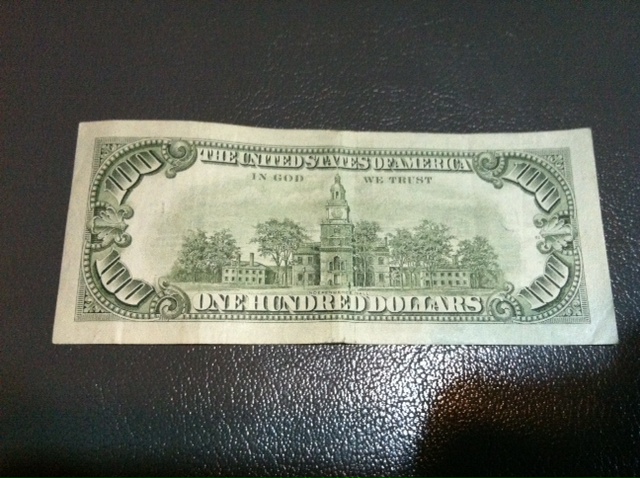 100 THE UNITED STATES OF AMERICA 100
IN GOD WE TRUST
100 ONE HUNDRED DOLLARS 100